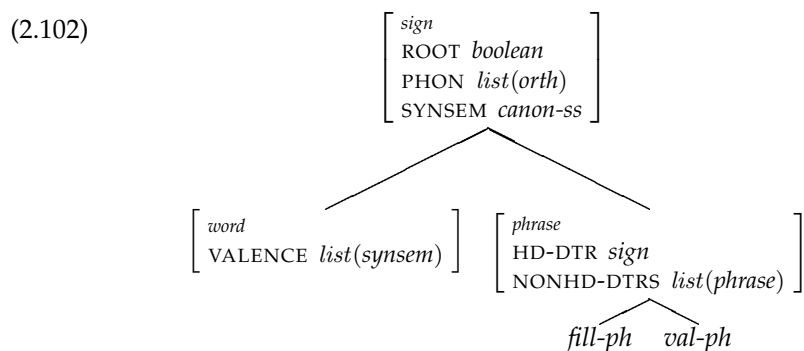 (2.102)
sign
ROOT boolean
PHON list(orth)
SYNSEM canon-ss
word
VALENCE list(synsem)
phrase
HD-DTR sign
NONHD-DTRS list(phrase)
fill-ph val-ph